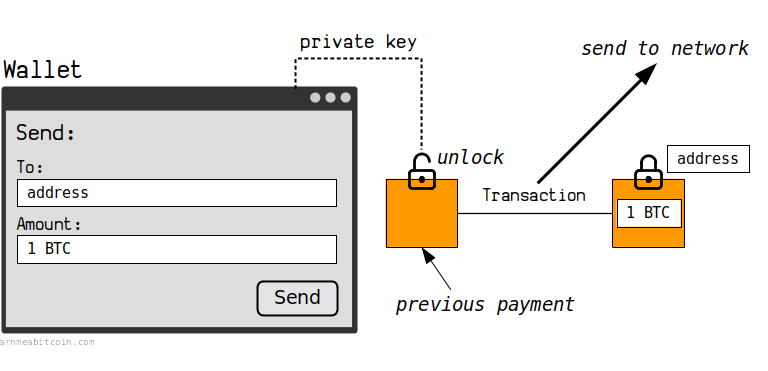 private key
send to network
Wallet
Send:
To:
address
Amount:
1 BTC
Send
unlock
address
Transaction
1 BTC
previous payment
arnmeabitcoin.com